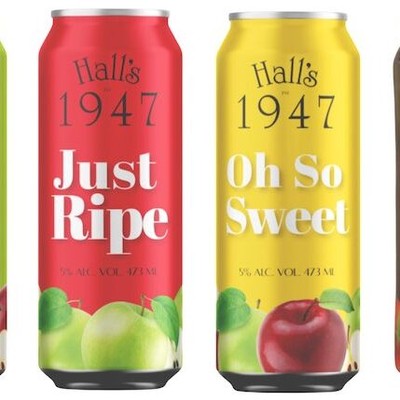 Hall's
1947
Just
Ripe
5% ALC. VOL. 473 ML
Hall's
1947
Oh So
Sweet
5% ALC. VOL. 473 ML